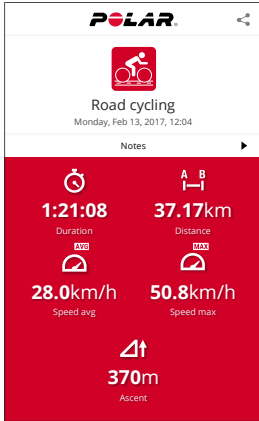 POLAR.
Road cycling
Monday, Feb 13, 2017, 12:04
Notes
A B
1:21:08 37.17km
Duration Distance
AVG MAX
28.0km/h 50.8km/h
Speed avg Speed max
370m
Ascent